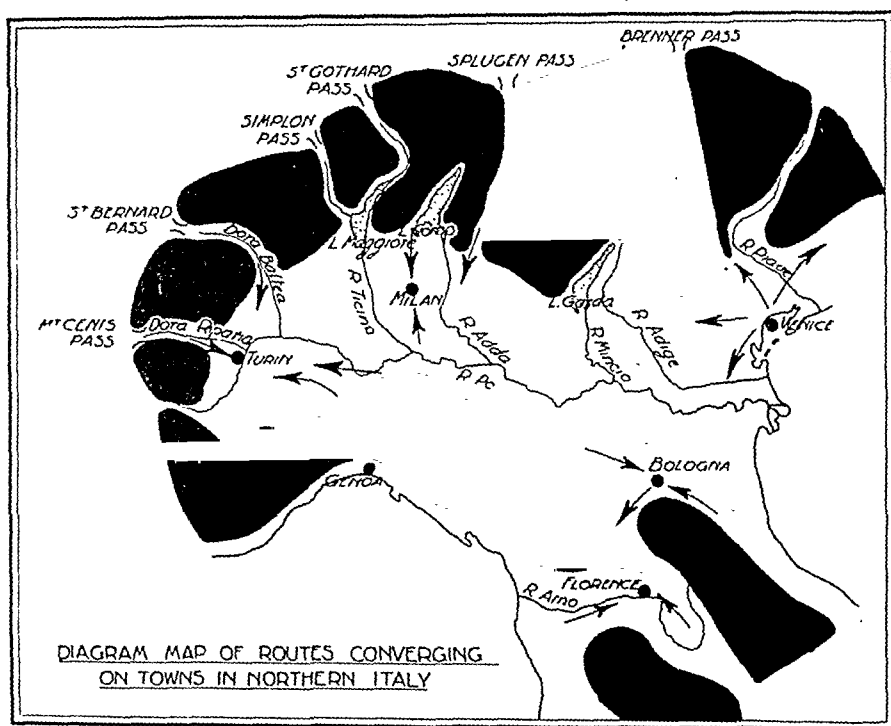 BRENNER PASS
SPLUGEN PASS
ST GOTHARD
PASS
SIMPLON
PASS
ST BERNARD
PASS
Dora Baltea
L. Maggiore
L. Como
R Ticino
MILAN
R Adda
L. Garda
R Mincio
R Adige
R Piave
VENICE
MT CENIS
PASS
Dora Riparia
TURIN
R Po
GENOA
BOLOGNA
FLORENCE
R Arno
DIAGRAM MAP OF ROUTES CONVERGING
ON TOWNS IN NORTHERN ITALY